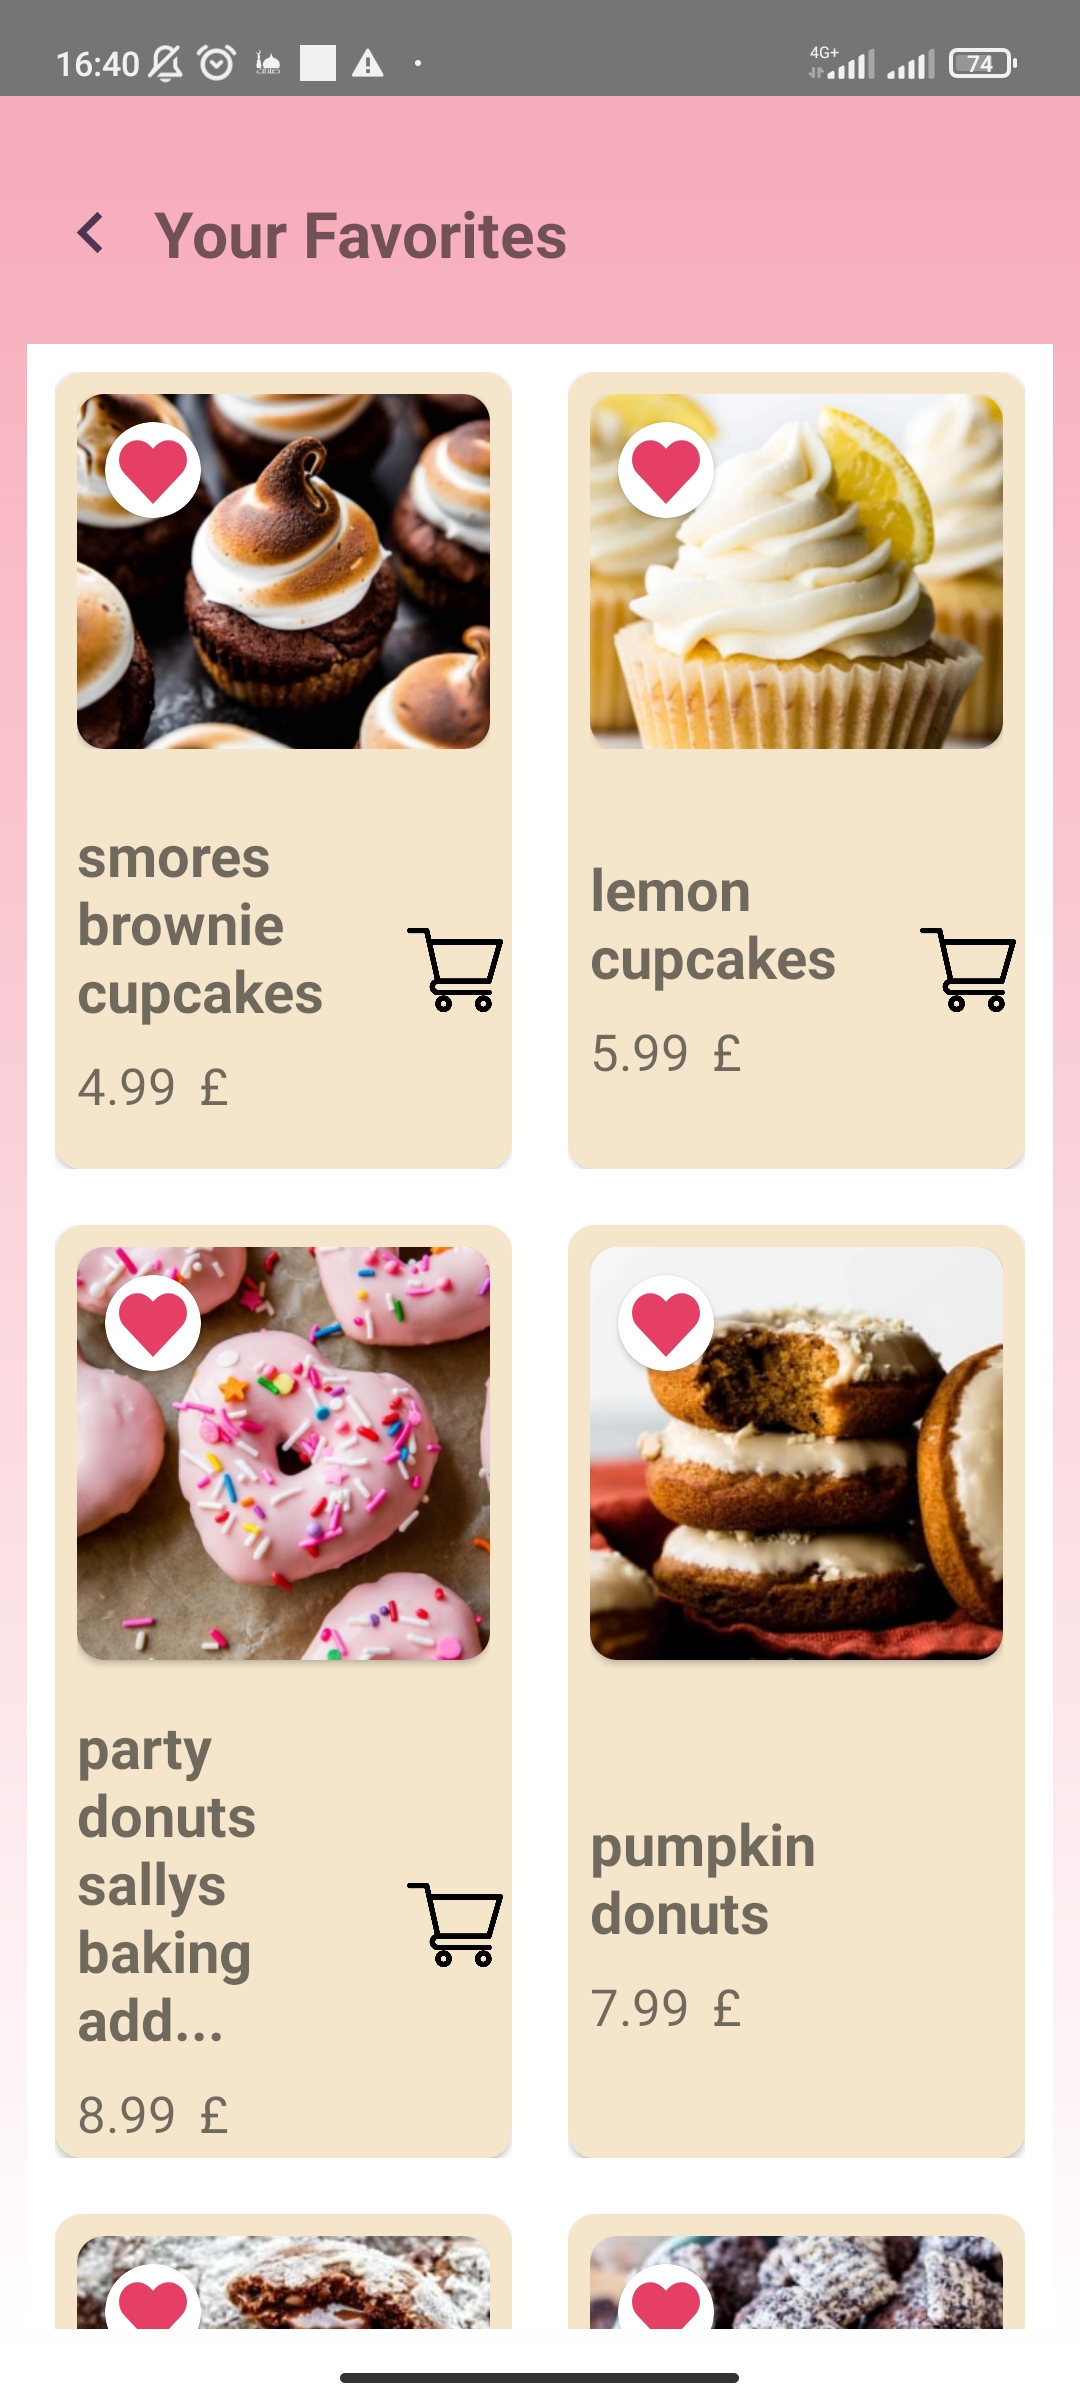 16:40
4G+
74
Your Favorites
smores
brownie
cupcakes
4.99 £
lemon
cupcakes
5.99 £
party
donuts
sallys
baking
add...
8.99 £
pumpkin
donuts
7.99 £